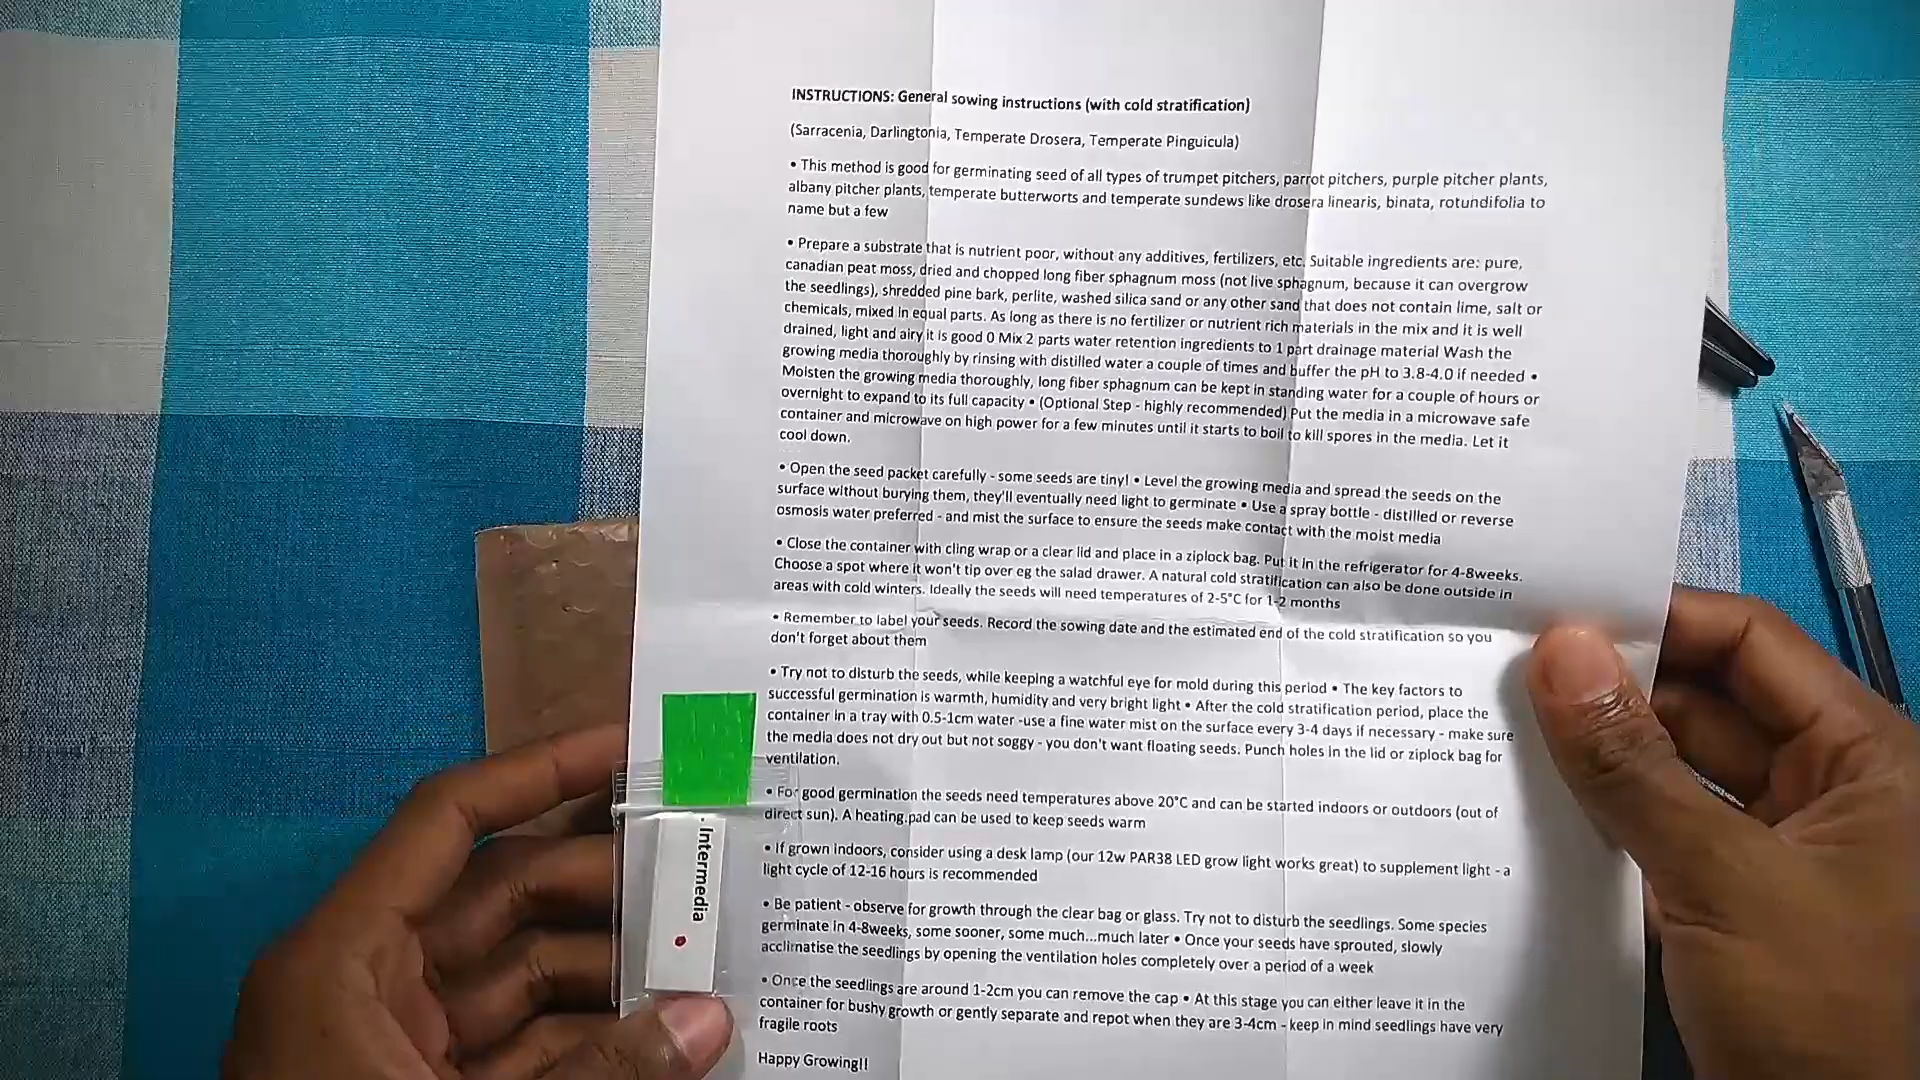 INSTRUCTIONS: General sowing instructions (with cold stratification)
(Sarracenia, Darlingtonia, Temperate Drosera, Temperate Pinguicula)
• This method is good for germinating seed of all types of trumpet pitchers, parrot pitchers, purple pitcher plants,
albany pitcher plants, temperate butterworts and temperate sundews like drosera linearis, binata, rotundifolia to
name but a few
• Prepare a substrate that is nutrient poor, without any additives, fertilizers, etc. Suitable ingredients are: pure,
canadian peat moss, dried and chopped long fiber sphagnum moss (not live sphagnum, because it can overgrow
the seedlings), shredded pine bark, perlite, washed silica sand or any other sand that does not contain lime, salt or
chemicals, mixed in equal parts. As long as there is no fertilizer or nutrient rich materials in the mix and it is well
drained, light and airy it is good 0 Mix 2 parts water retention ingredients to 1 part drainage material Wash the
growing media thoroughly by rinsing with distilled water a couple of times and buffer the pH to 3.8-4.0 if needed •
Moisten the growing media thoroughly, long fiber sphagnum can be kept in standing water for a couple of hours or
overnight to expand to its full capacity • (Optional Step - highly recommended) Put the media in a microwave safe
container and microwave on high power for a few minutes until it starts to boil to kill spores in the media. Let it
cool down.
• Open the seed packet carefully - some seeds are tiny! • Level the growing media and spread the seeds on the
surface without burying them, they'll eventually need light to germinate • Use a spray bottle - distilled or reverse
osmosis water preferred - and mist the surface to ensure the seeds make contact with the moist media
• Close the container with cling wrap or a clear lid and place in a ziplock bag. Put it in the refrigerator for 4-8weeks.
Choose a spot where it won't tip over eg the salad drawer. A natural cold stratification can also be done outside in
areas with cold winters. Ideally the seeds will need temperatures of 2-5°C for 1-2 months
• Remember to label your seeds. Record the sowing date and the estimated end of the cold stratification so you
don't forget about them
• Try not to disturb the seeds, while keeping a watchful eye for mold during this period • The key factors to
successful germination is warmth, humidity and very bright light • After the cold stratification period, place the
container in a tray with 0.5-1cm water -use a fine water mist on the surface every 3-4 days if necessary - make sure
the media does not dry out but not soggy - you don't want floating seeds. Punch holes in the lid or ziplock bag for
ventilation.
• For good germination the seeds need temperatures above 20°C and can be started indoors or outdoors (out of
direct sun). A heating.pad can be used to keep seeds warm
• If grown indoors, consider using a desk lamp (our 12w PAR38 LED grow light works great) to supplement light - a
light cycle of 12-16 hours is recommended
• Be patient - observe for growth through the clear bag or glass. Try not to disturb the seedlings. Some species
germinate in 4-8weeks, some sooner, some much...much later • Once your seeds have sprouted, slowly
acclimatise the seedlings by opening the ventilation holes completely over a period of a week
• Once the seedlings are around 1-2cm you can remove the cap • At this stage you can either leave it in the
container for bushy growth or gently separate and repot when they are 3-4cm - keep in mind seedlings have very
fragile roots
Happy Growing!!
. Intermedia